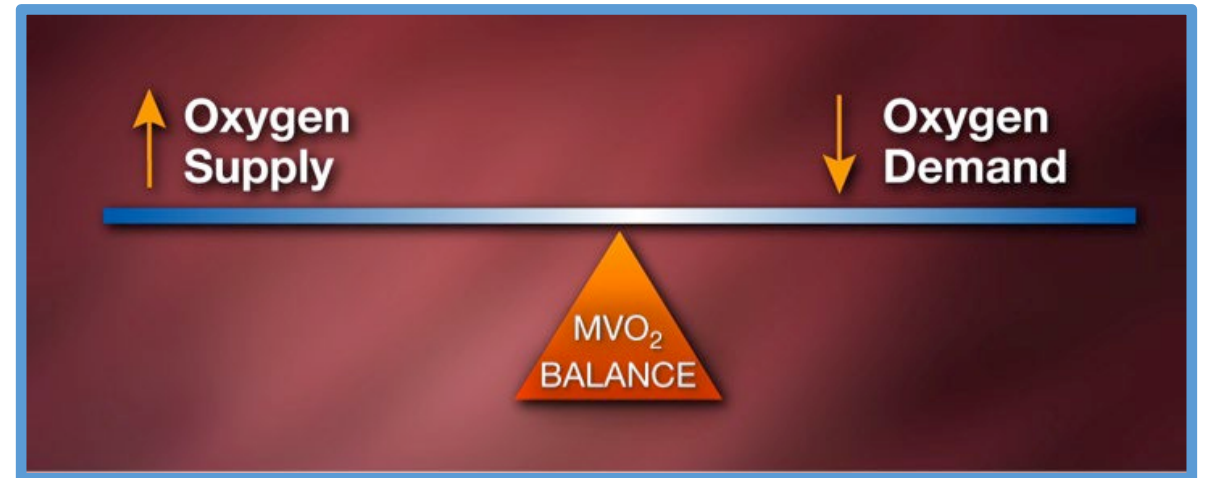 Oxygen
Supply
Oxygen
Demand
MVO₂
BALANCE